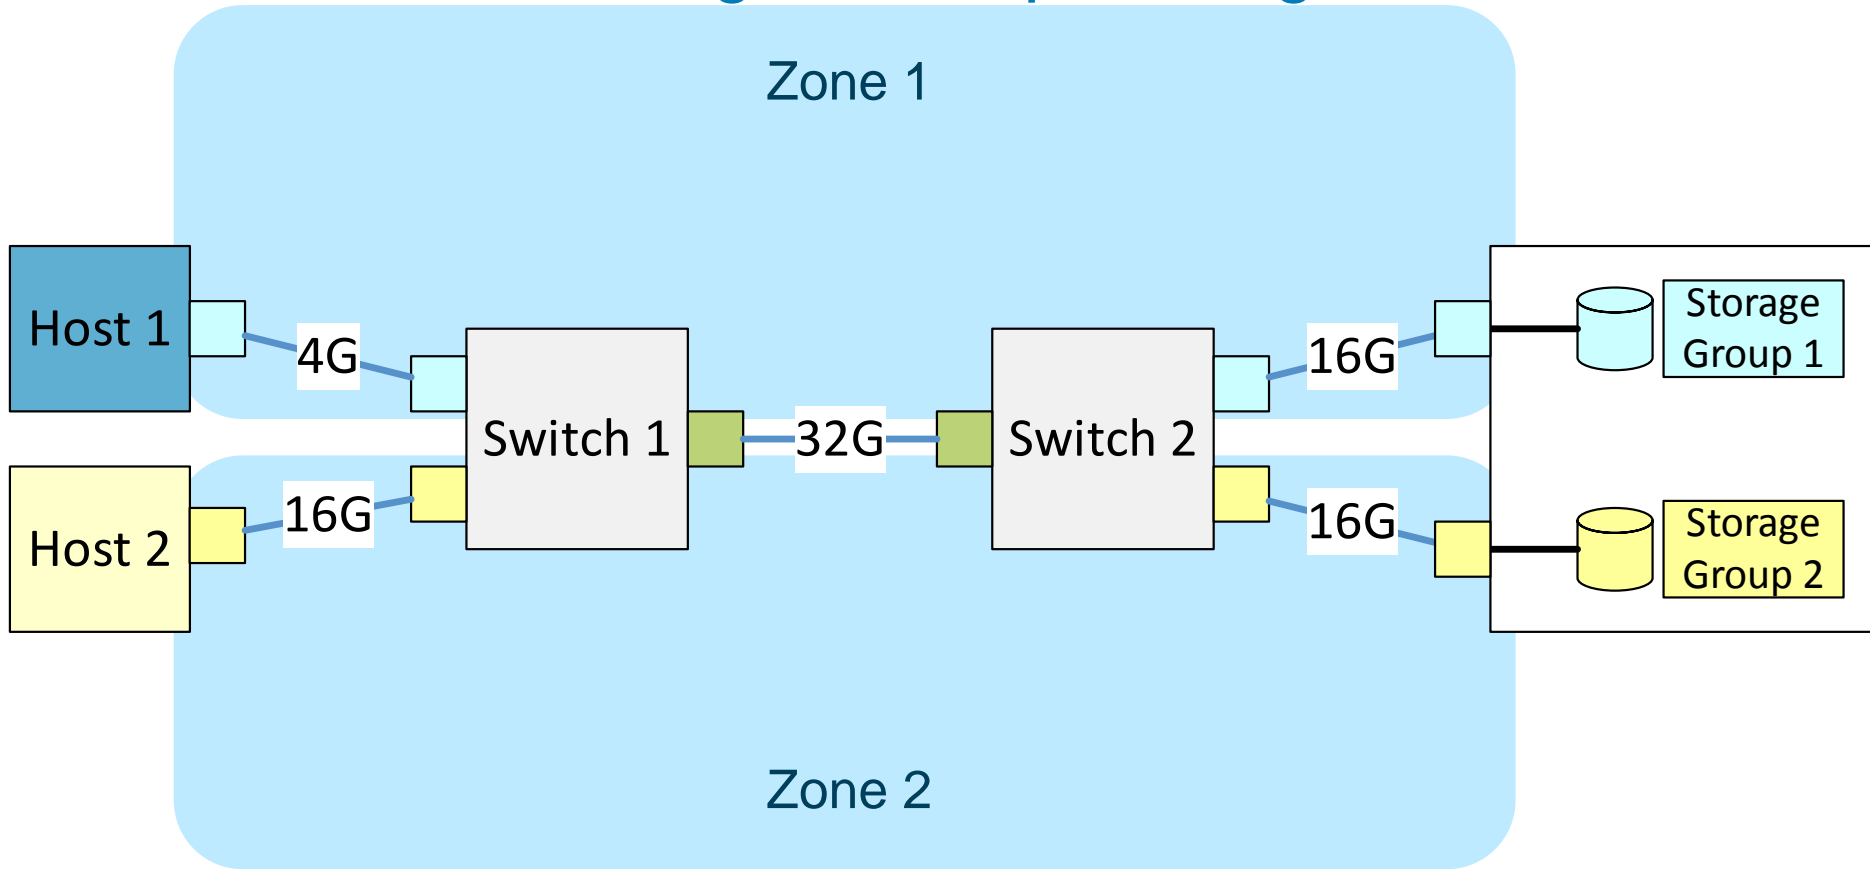 Zone 1
Host 1
4G
Switch 1
32G
Switch 2
16G
Storage
Group 1
Host 2
16G
16G
Storage
Group 2
Zone 2